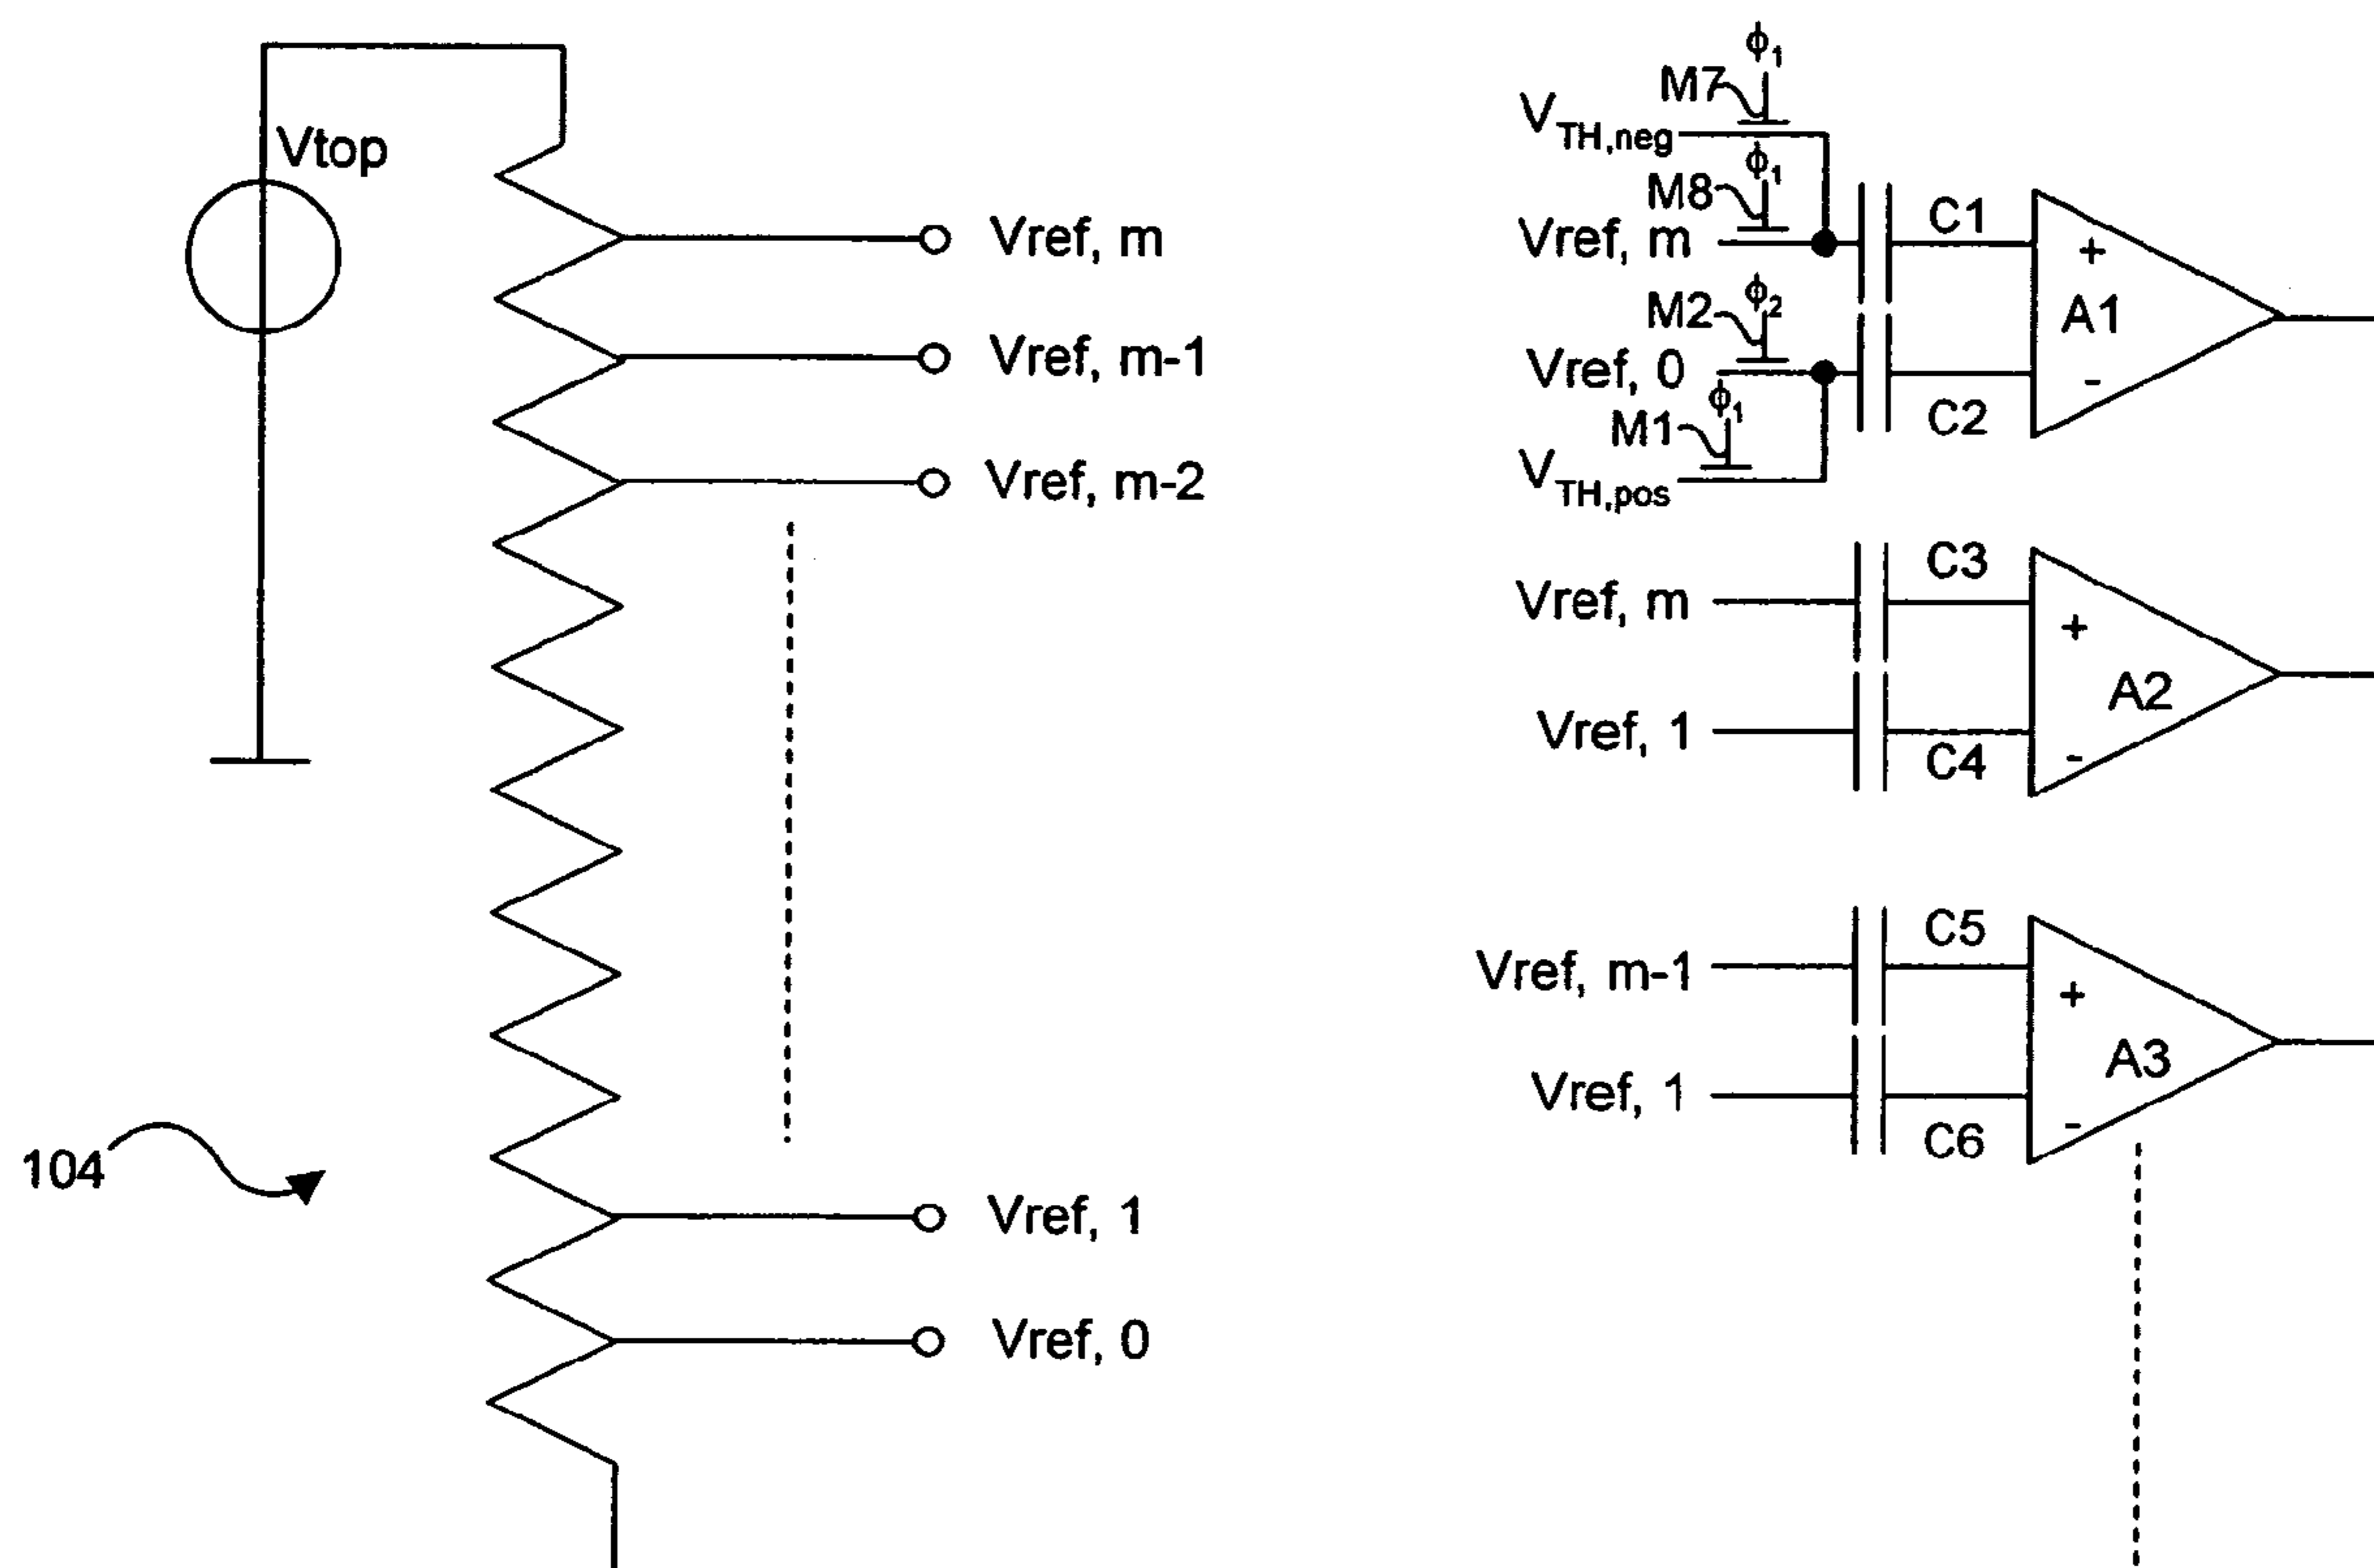 Vtop
Vref, m
Vref, m-1
Vref, m-2
104
Vref, 1
Vref, 0
ϕ1
M7
VTH,neg
ϕ1
M8
Vref, m
C1
+
A1
M2
ϕ2
Vref, 0
-
ϕ1
M1
C2
VTH,pos
C3
Vref, m
+
A2
Vref, 1
-
C4
C5
Vref, m-1
+
A3
Vref, 1
-
C6